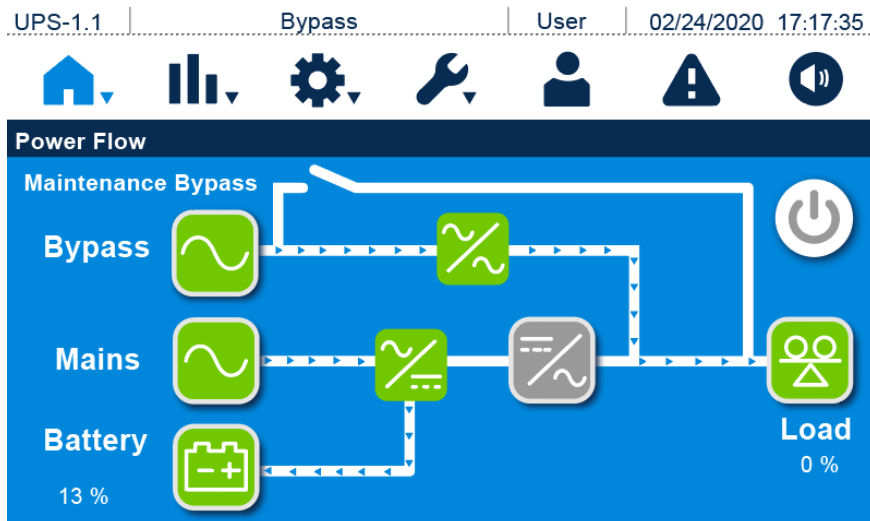 UPS-1.1 Bypass User 02/24/2020 17:17:35
Power Flow
Maintenance Bypass
Bypass
Mains
Battery
13 %
Load
0 %